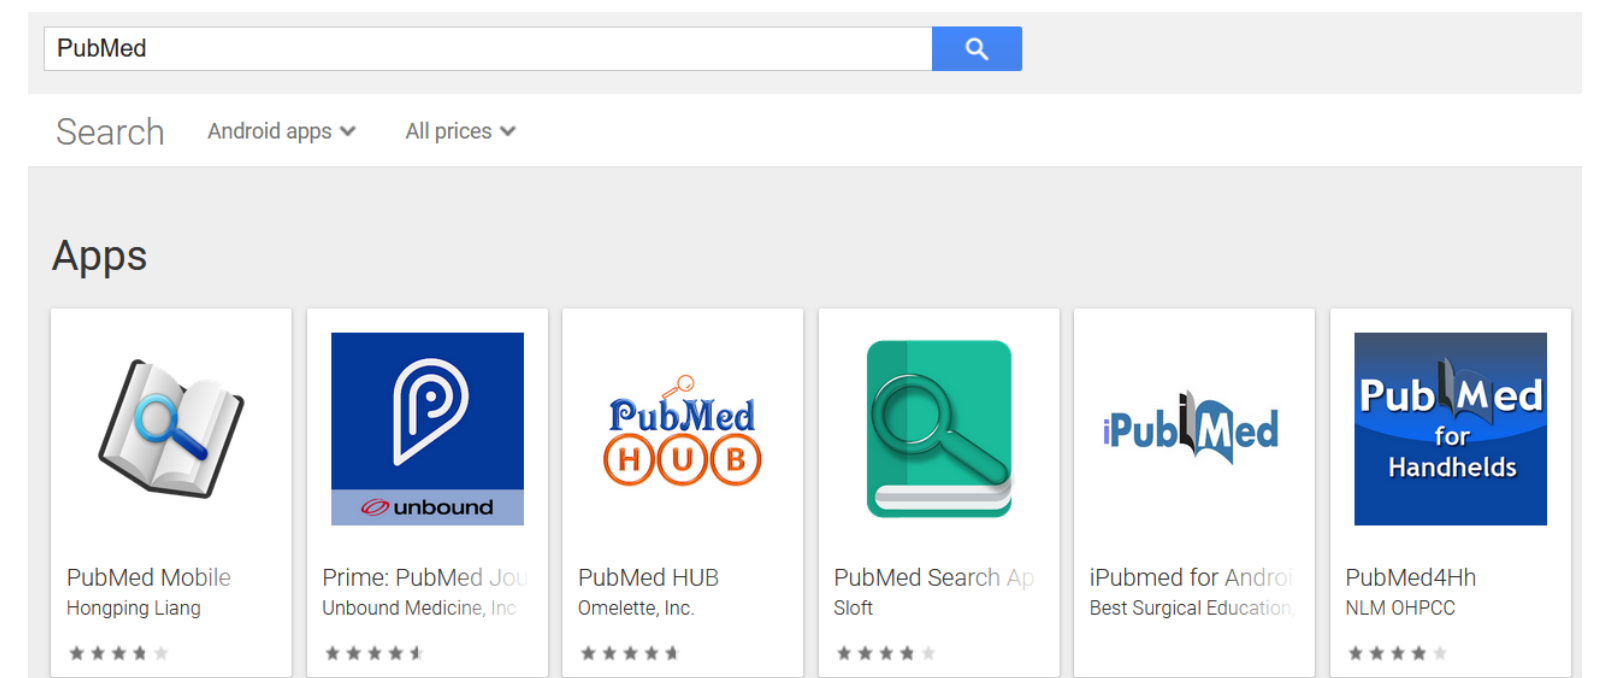 PubMed
Search Android apps All prices
Apps
unbound
PubMed
HUB
iPubMed
PubMed
for
Handhelds
PubMed Mobile
Hongping Liang
Prime: PubMed Jou
Unbound Medicine, Inc
PubMed HUB
Omelette, Inc.
PubMed Search Ap
Sloft
iPubmed for Androi
Best Surgical Education,
PubMed4Hh
NLM OHPCC